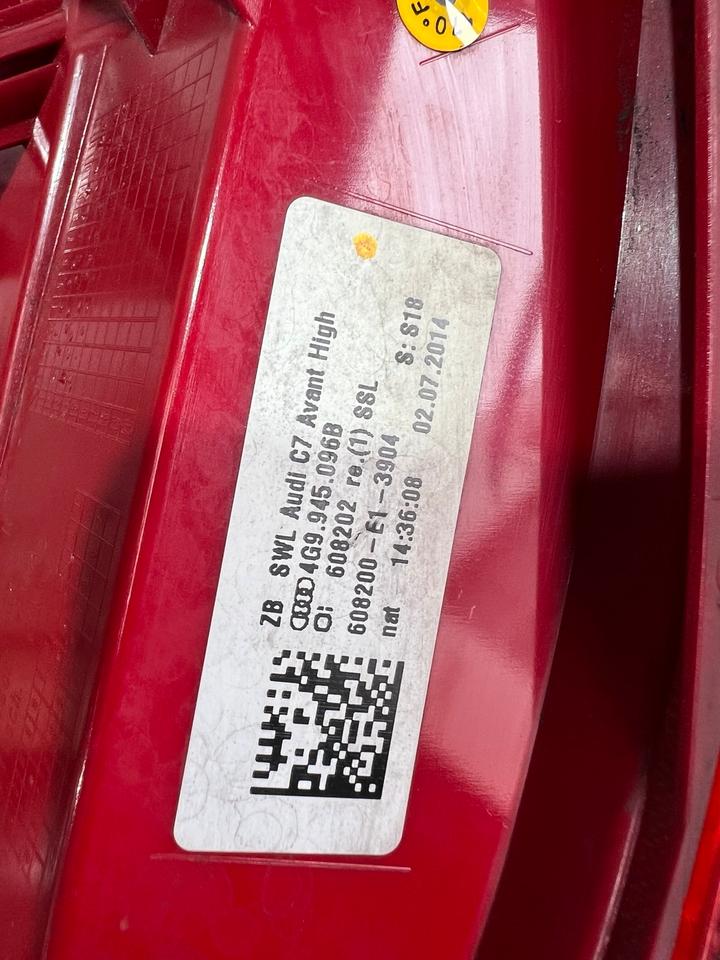 ZB SWL Audi C7 Avant High
4G9.945.096B
608202 re.(1) SSL S: S18
608200-E1-3904
nat 14:36:08 02.07.2014
0°F